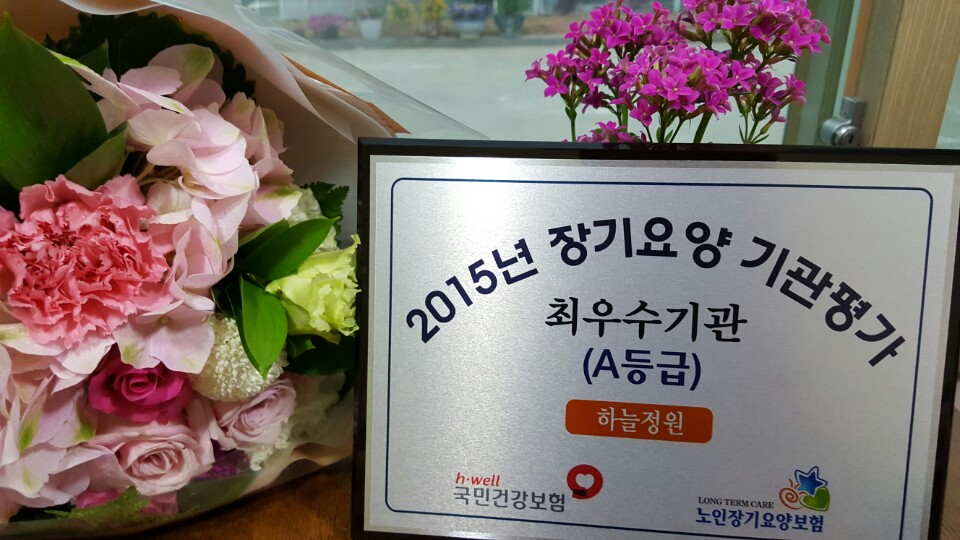 2015년 장기요양 기관평가
최우수기관
(A등급)
하늘정원
h·well
국민건강보험
LONG TERM CARE
노인장기요양보험